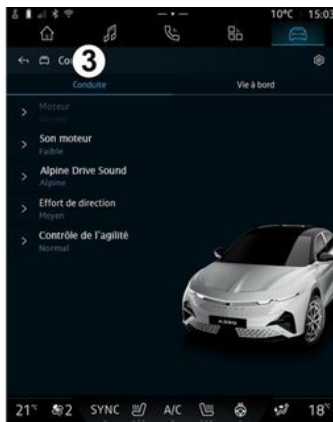 10°C 15:03
Co
3
Conduite
Vie à bord
Moteur
Normal
Son moteur
Faible
Alpine Drive Sound
Alpine
Effort de direction
Moyen
Contrôle de l'agilité
Normal
A390
21°C 2 SYNC A/C 18°